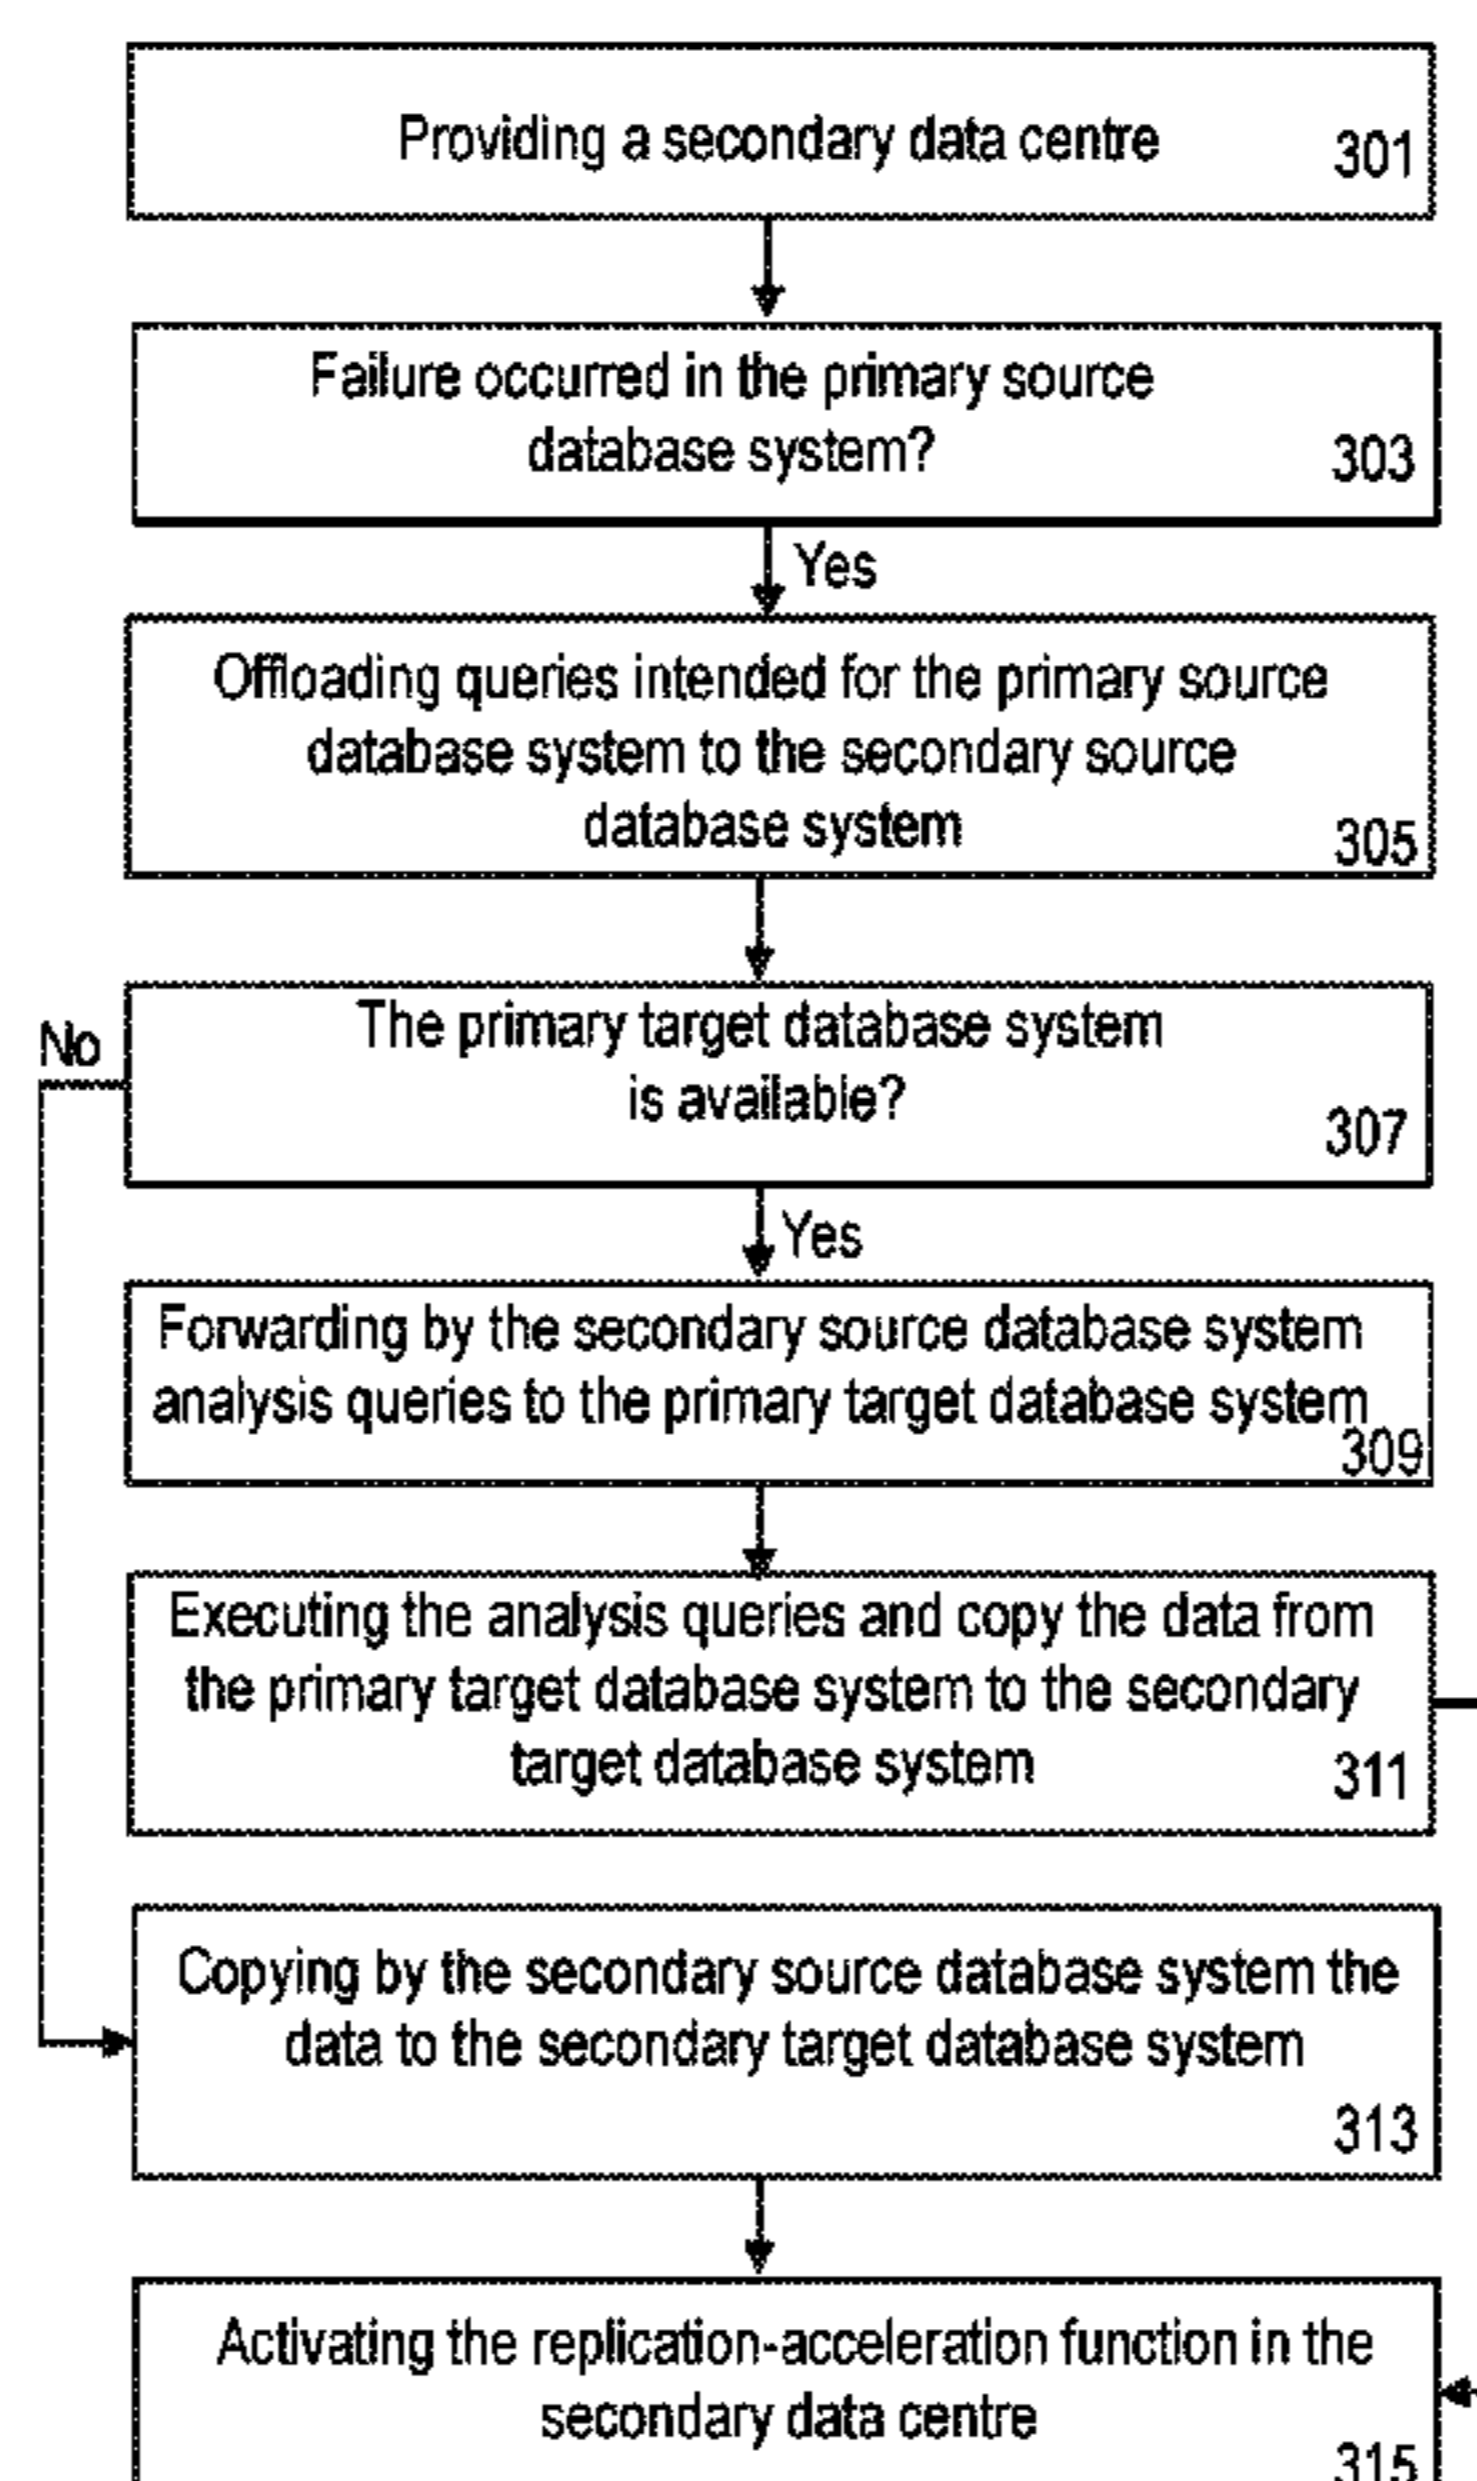 Providing a secondary data centre
301
Failure occurred in the primary source
database system?
303
Yes
Offloading queries intended for the primary source
database system to the secondary source
database system
305
The primary target database system
is available?
307
No
Yes
Forwarding by the secondary source database system
analysis queries to the primary target database system
309
Executing the analysis queries and copy the data from
the primary target database system to the secondary
target database system
311
Copying by the secondary source database system the
data to the secondary target database system
313
Activating the replication-acceleration function in the
secondary data centre
315